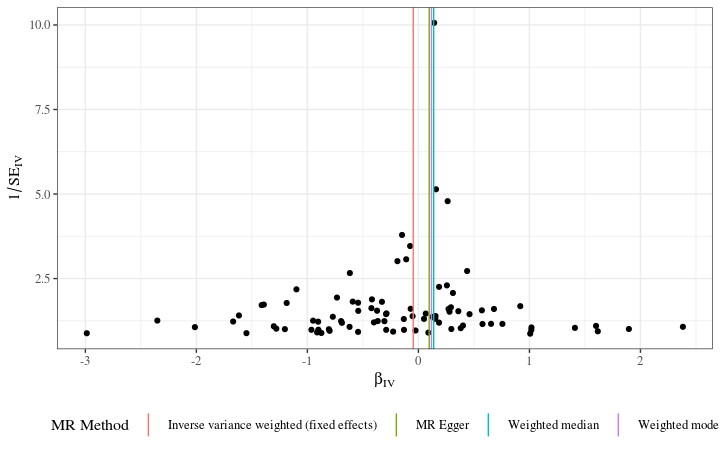 10.0
7.5
5.0
2.5
1/SE_IV
-3 -2 -1 0 1 2
β_IV
MR Method Inverse variance weighted (fixed effects) MR Egger Weighted median Weighted mode